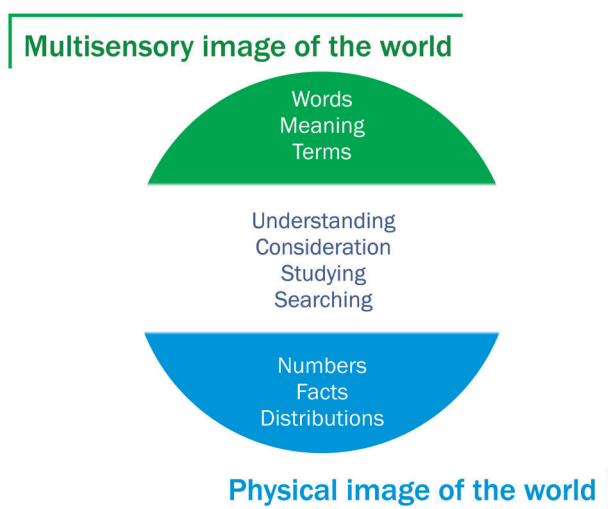 Multisensory image of the world
Words
Meaning
Terms
Understanding
Consideration
Studying
Searching
Numbers
Facts
Distributions
Physical image of the world